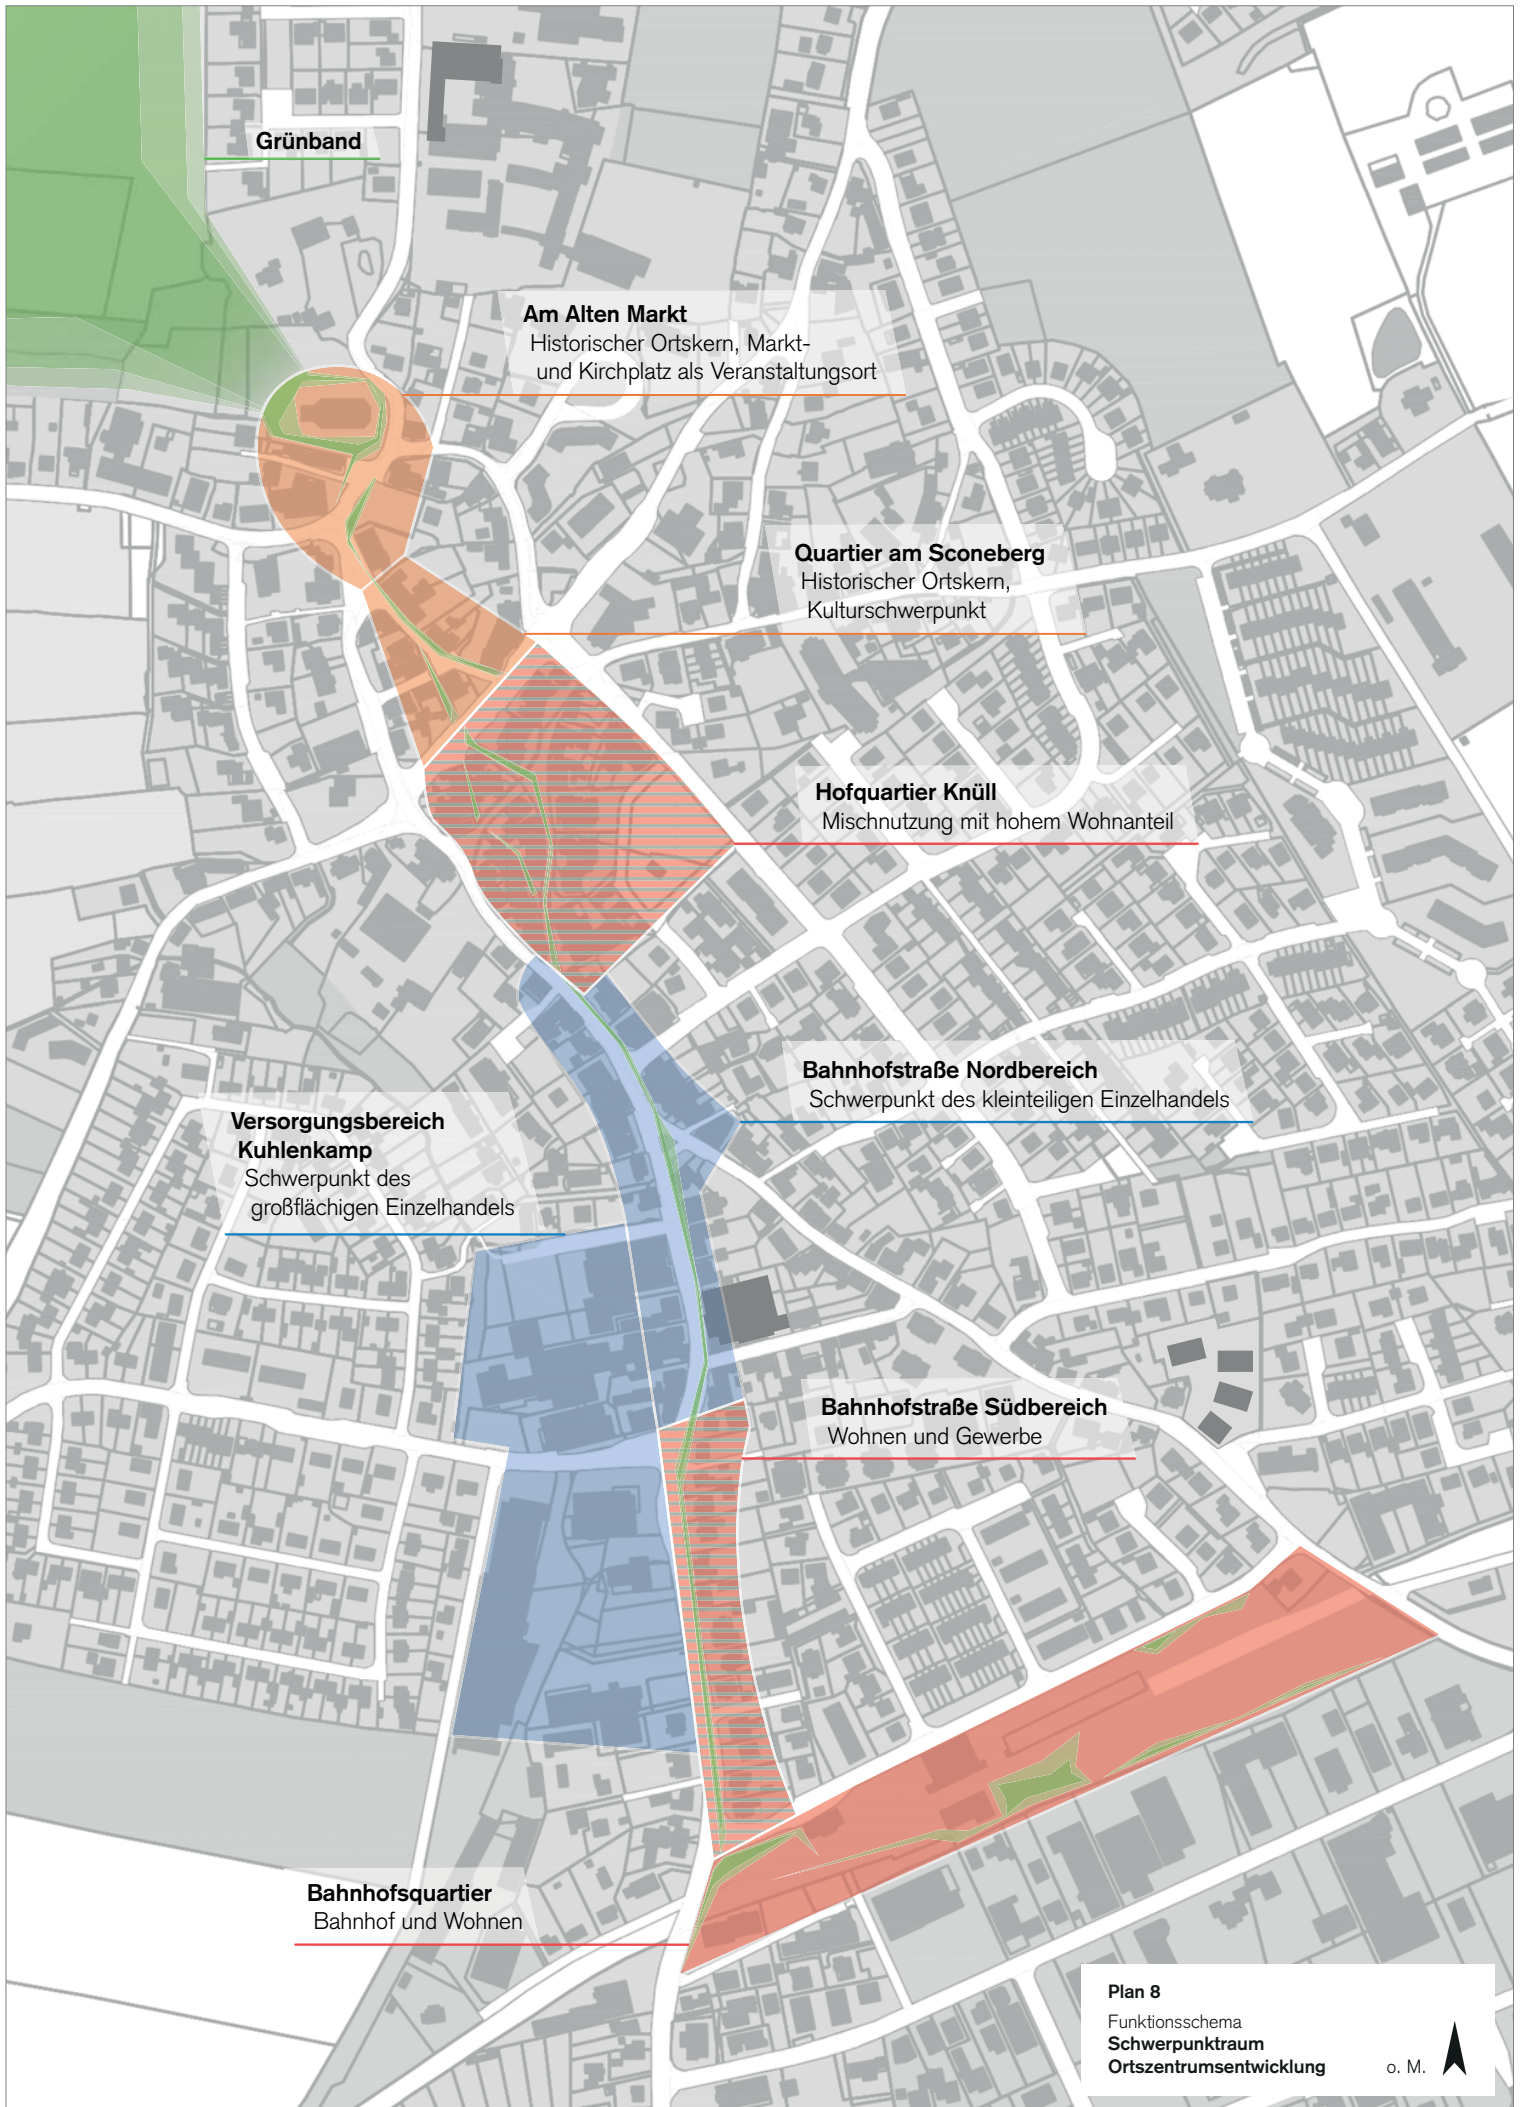 Grünband
Am Alten Markt
Historischer Ortskern, Markt-
und Kirchplatz als Veranstaltungsort
Quartier am Sconeberg
Historischer Ortskern,
Kulturschwerpunkt
Hofquartier Knüll
Mischnutzung mit hohem Wohnanteil
Bahnhofstraße Nordbereich
Schwerpunkt des kleinteiligen Einzelhandels
Versorgungsbereich
Kuhlenkamp
Schwerpunkt des
großflächigen Einzelhandels
Bahnhofstraße Südbereich
Wohnen und Gewerbe
Bahnhofsquartier
Bahnhof und Wohnen
Plan 8
Funktionsschema
Schwerpunktraum
Ortszentrumsentwicklung
o. M.